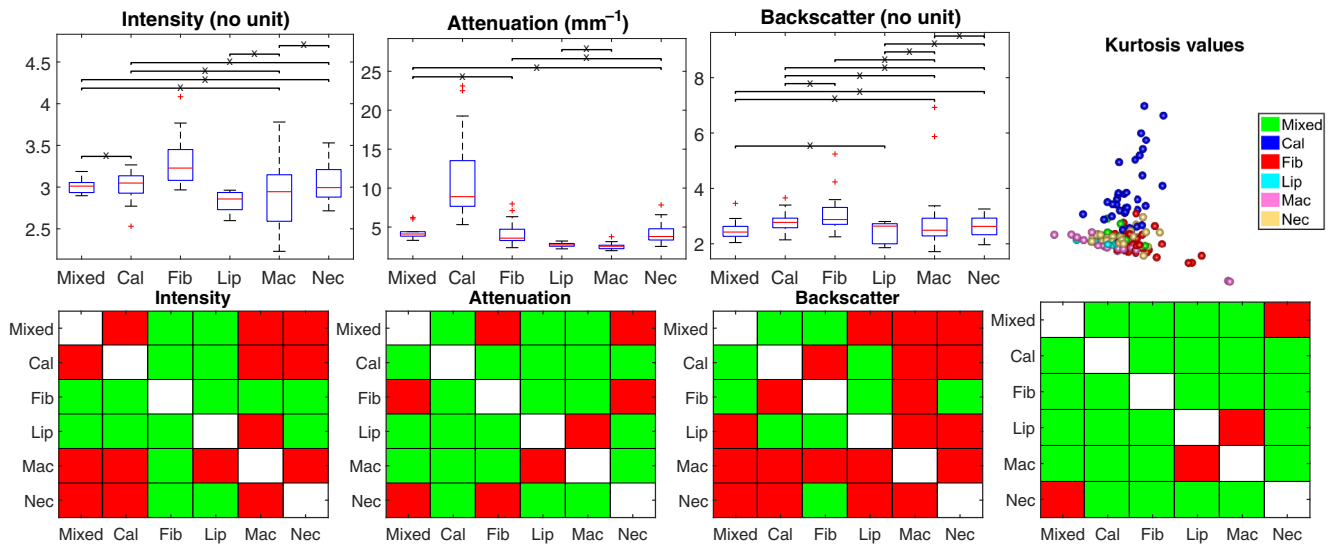 Intensity (no unit)
4.5
4
3.5
3
2.5
Mixed Cal Fib Lip Mac Nec
Attenuation (mm⁻¹)
25
20
15
10
5
Mixed Cal Fib Lip Mac Nec
Backscatter (no unit)
8
6
4
2
Mixed Cal Fib Lip Mac Nec
Kurtosis values
Mixed
Cal
Fib
Lip
Mac
Nec
Intensity
Mixed
Cal
Fib
Lip
Mac
Nec
Mixed Cal Fib Lip Mac Nec
Attenuation
Mixed
Cal
Fib
Lip
Mac
Nec
Mixed Cal Fib Lip Mac Nec
Backscatter
Mixed
Cal
Fib
Lip
Mac
Nec
Mixed Cal Fib Lip Mac Nec
Mixed
Cal
Fib
Lip
Mac
Nec
Mixed Cal Fib Lip Mac Nec